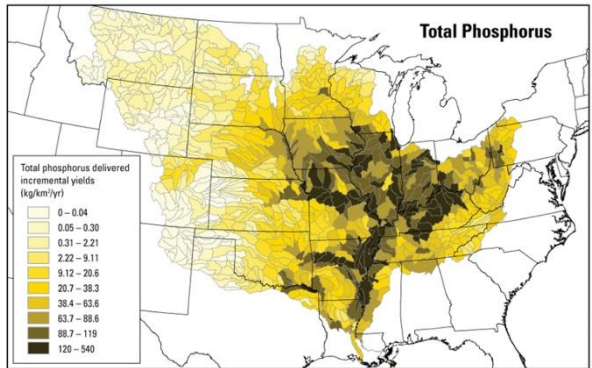 Total Phosphorus
Total phosphorus delivered
incremental yields
(kg/km²/yr)
0 – 0.04
0.05 – 0.30
0.31 – 2.21
2.22 – 9.11
9.12 – 20.6
20.7 – 38.3
38.4 – 63.6
63.7 – 88.6
88.7 – 119
120 – 540